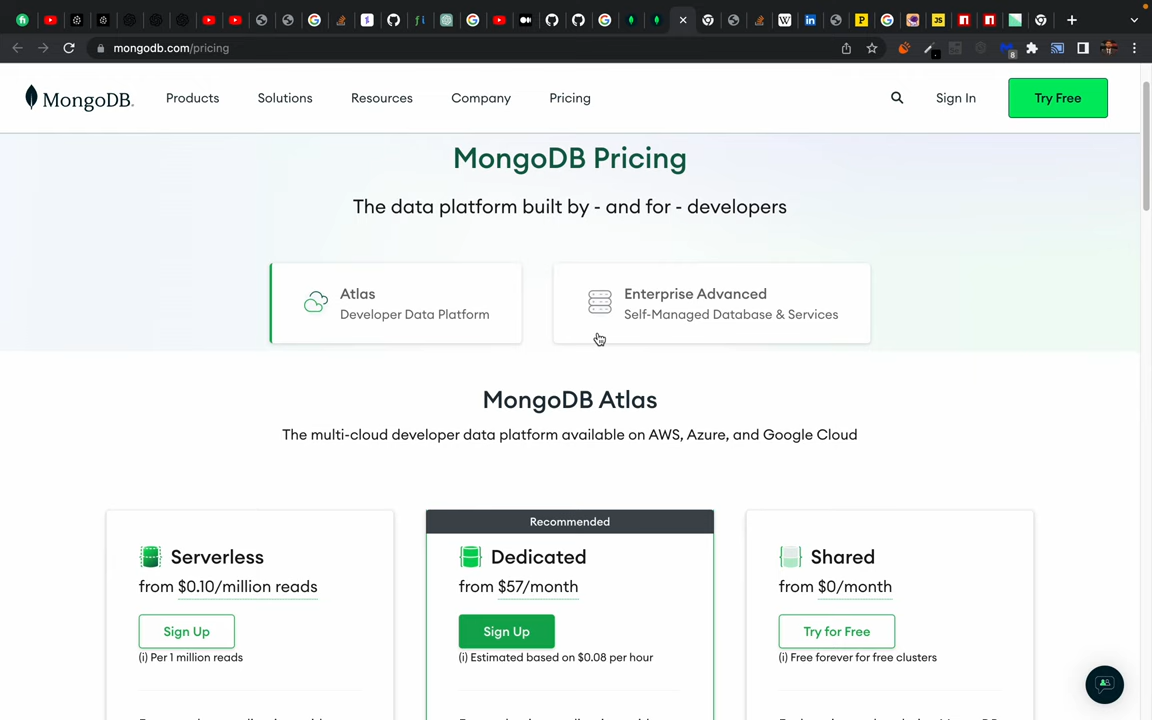 mongodb.com/pricing
8
MongoDB.
Products
Solutions
Resources
Company
Pricing
Sign In
Try Free
MongoDB Pricing
The data platform built by - and for - developers
Atlas
Developer Data Platform
Enterprise Advanced
Self-Managed Database & Services
MongoDB Atlas
The multi-cloud developer data platform available on AWS, Azure, and Google Cloud
Serverless
from $0.10/million reads
Sign Up
(i) Per 1 million reads
Recommended
Dedicated
from $57/month
Sign Up
(i) Estimated based on $0.08 per hour
Shared
from $0/month
Try for Free
(i) Free forever for free clusters